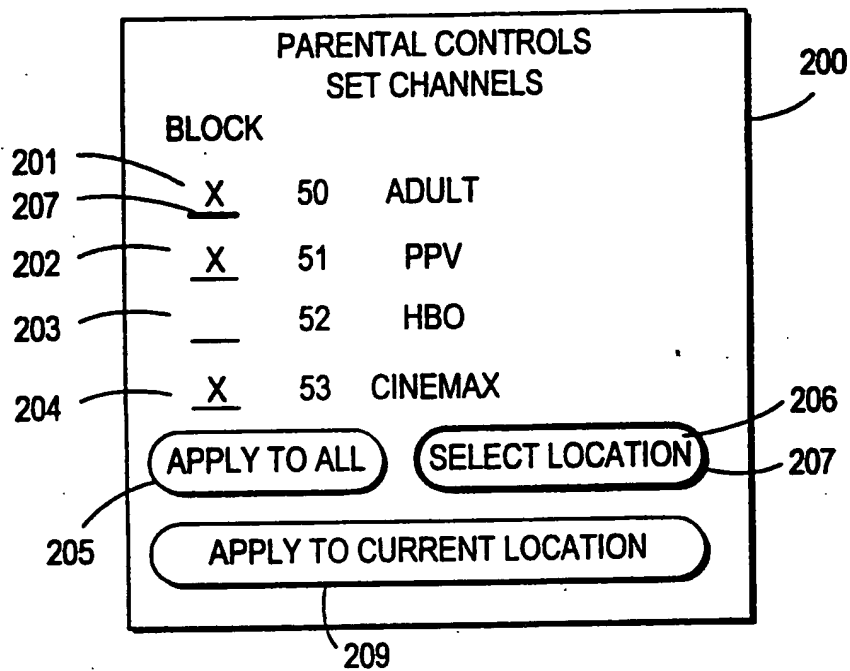 PARENTAL CONTROLS
SET CHANNELS
200
BLOCK
201
X 50 ADULT
207
202
X 51 PPV
203
52 HBO
204
X 53 CINEMAX
206
APPLY TO ALL SELECT LOCATION
207
205
APPLY TO CURRENT LOCATION
209